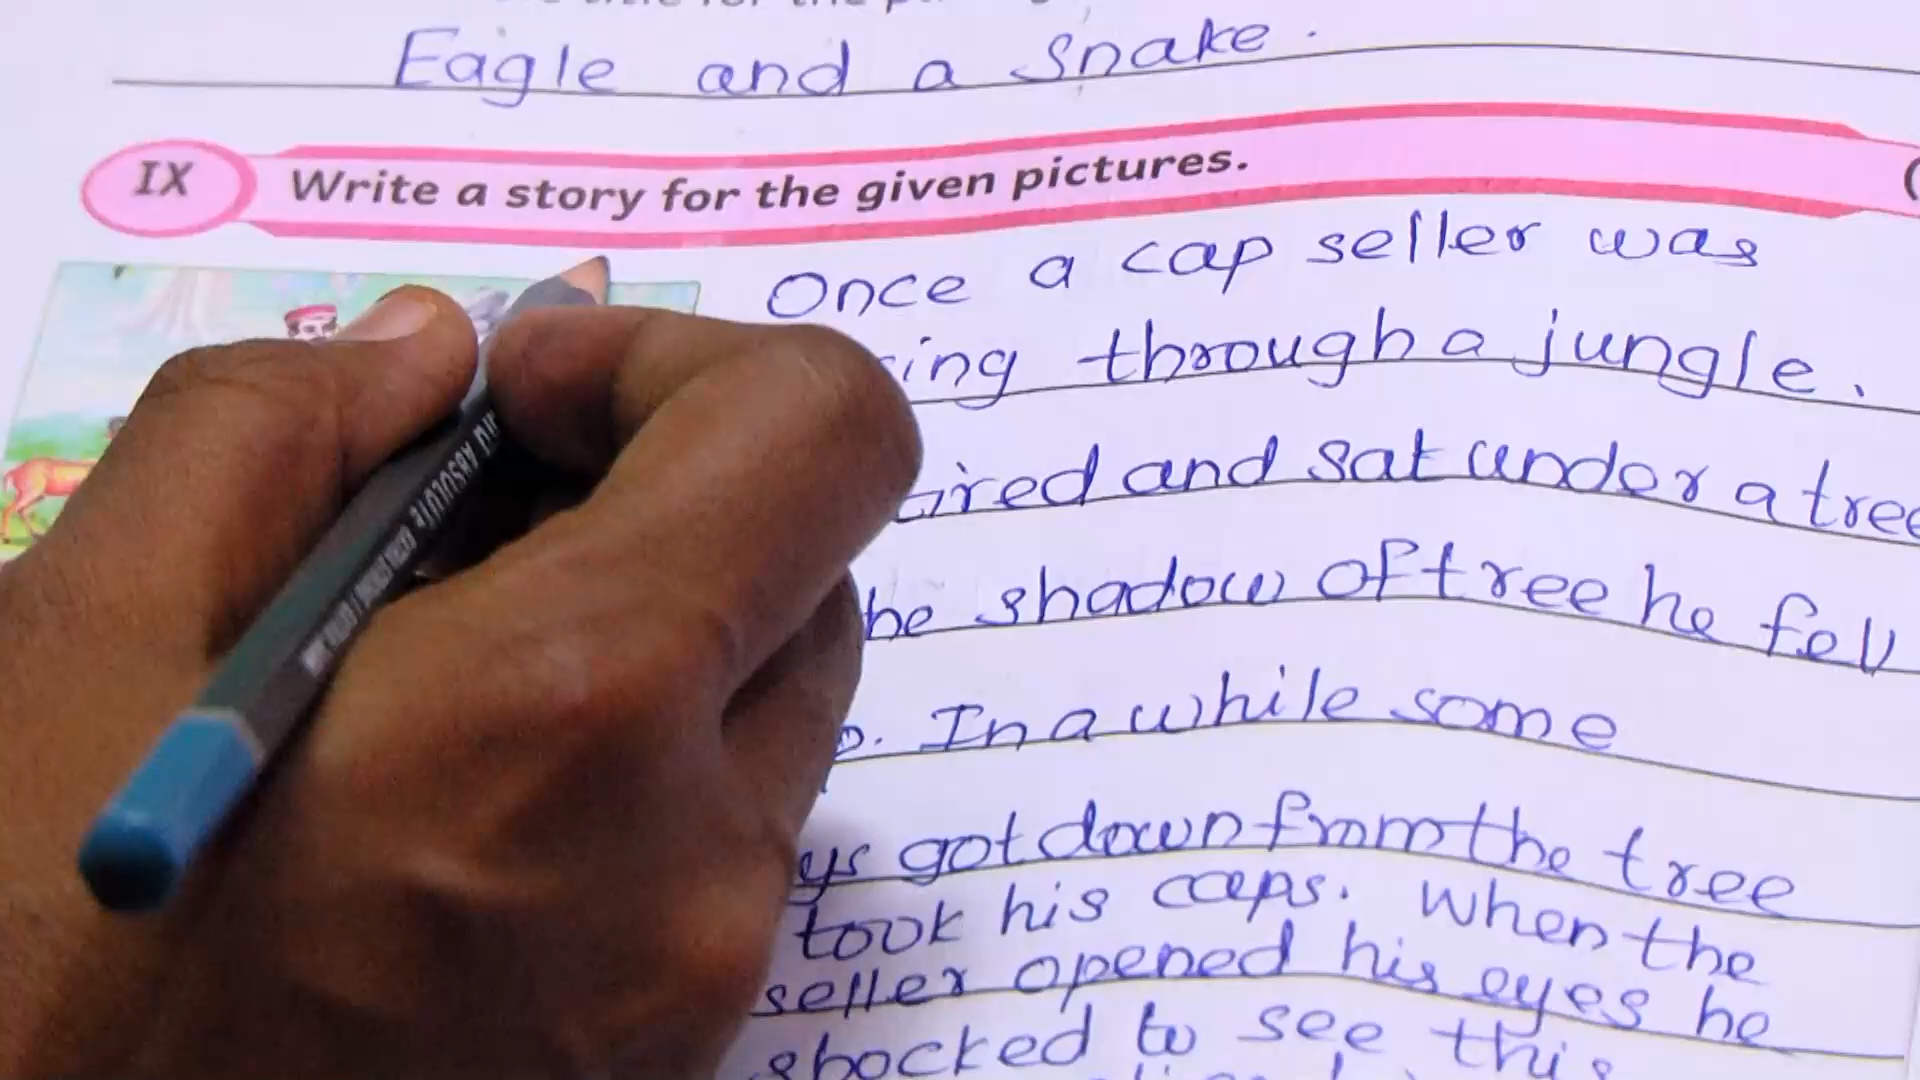 Eagle and a Snake.
IX Write a story for the given pictures.
Once a cap seller was
through a jungle.
and sat under a tree
shadow of tree he fell
In a while some
got down from the tree
took his caps. When the
seller opened his eyes he
shocked to see this
ABSOLUTE